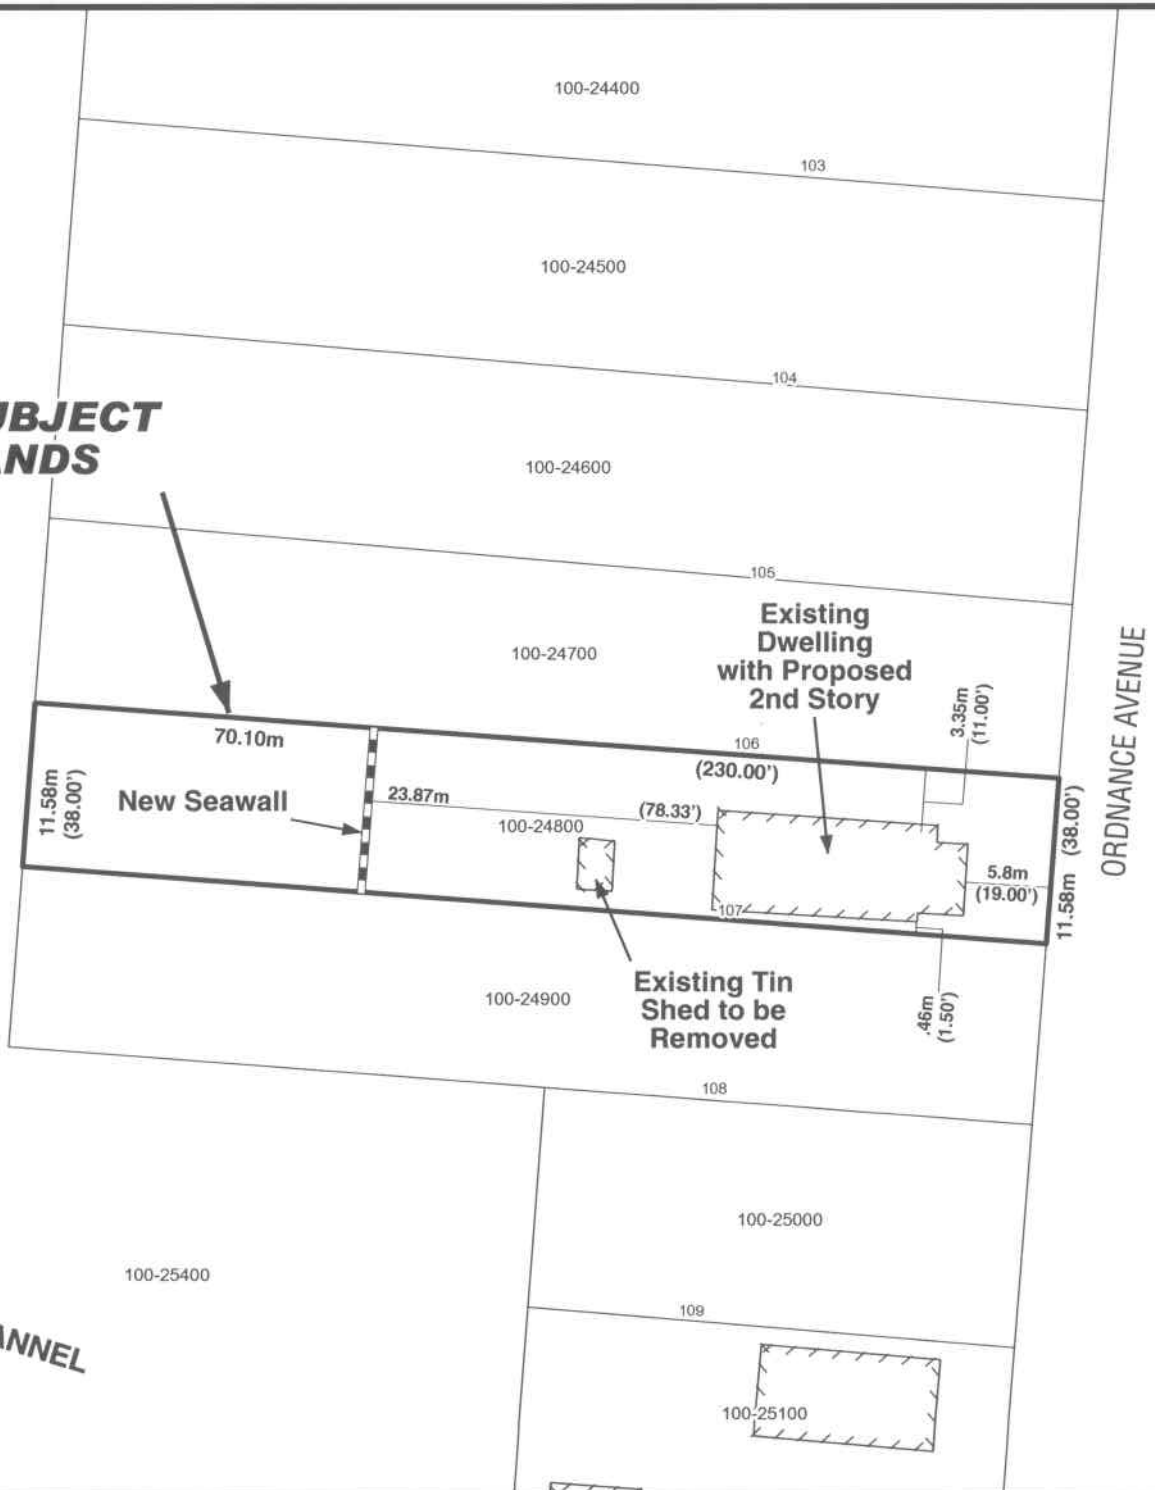 100-24400
103
100-24500
104
UBJECT
ANDS
100-24600
105
100-24700
Existing
Dwelling
with Proposed
2nd Story
3.35m
(11.00')
ORDNANCE AVENUE
70.10m
106
(230.00')
11.58m
(38.00')
New Seawall
23.87m
(78.33')
100-24800
5.8m
(19.00')
11.58m (38.00')
107
Existing Tin
Shed to be
Removed
.46m
(1.50')
100-24900
108
100-25000
100-25400
109
ANNEL
100-25100